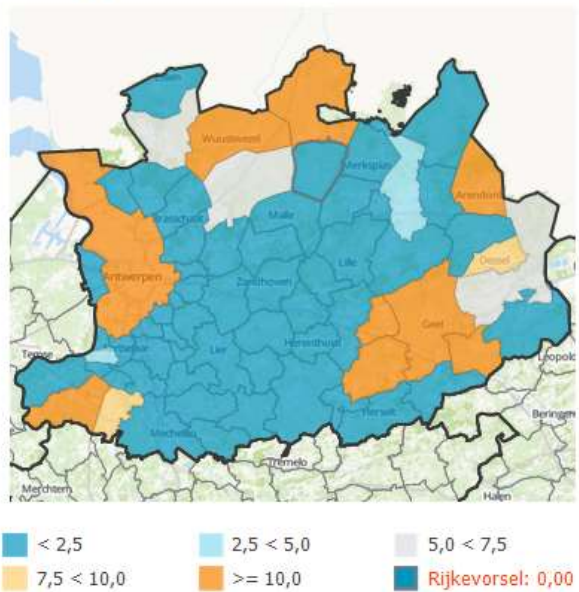 Wuustwezel
Merksplas
Arendonk
Brasschaat
Malle
Antwerpen
Zandhoven
Lille
Dessel
Geel
Temse
Lier
Herenthout
Leopold
Herselt
Mechelen
Beringen
Tremelo
Merchtem
Halen
< 2,5
2,5 < 5,0
5,0 < 7,5
7,5 < 10,0
>= 10,0
Rijkevorsel: 0,00